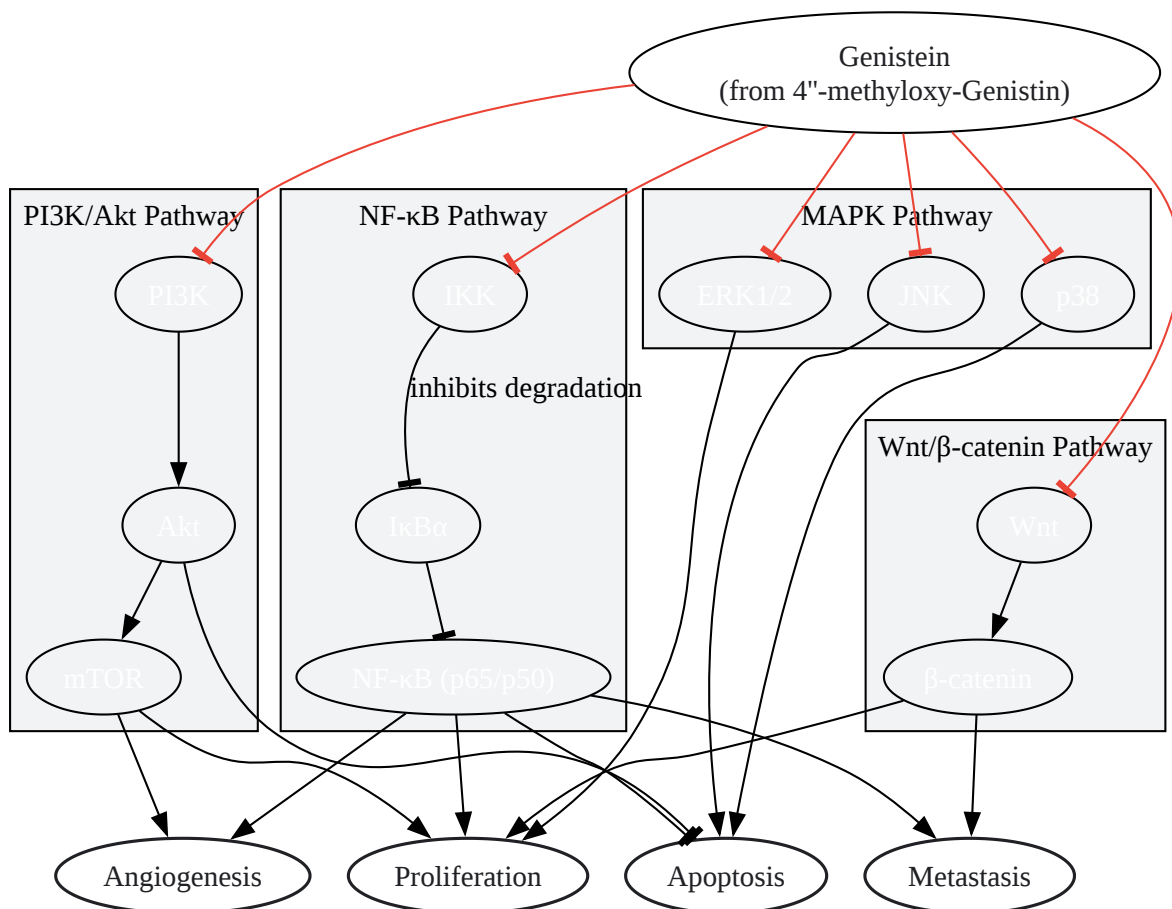 Genistein
(from 4"-methyloxy-Genistin)
PI3K/Akt Pathway
NF-κB Pathway
MAPK Pathway
PI3K
IKK
ERK1/2
JNK
p38
inhibits degradation
Wnt/β-catenin Pathway
Akt
IκBα
Wnt
mTOR
NF-κB (p65/p50)
β-catenin
Angiogenesis
Proliferation
Apoptosis
Metastasis